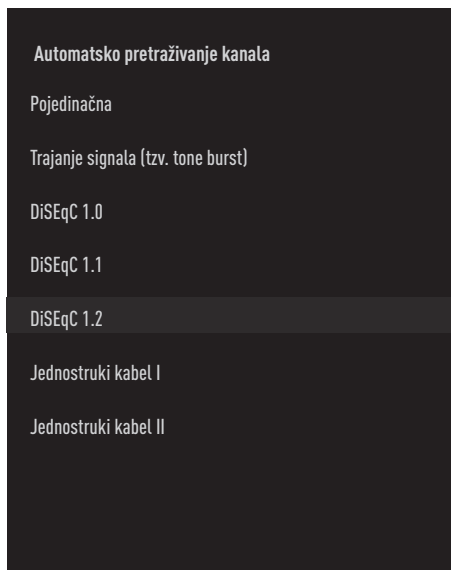 Automatsko pretraživanje kanala
Pojedinačna
Trajanje signala (tzv. tone burst)
DiSEqC 1.0
DiSEqC 1.1
DiSEqC 1.2
Jednostruki kabel I
Jednostruki kabel II